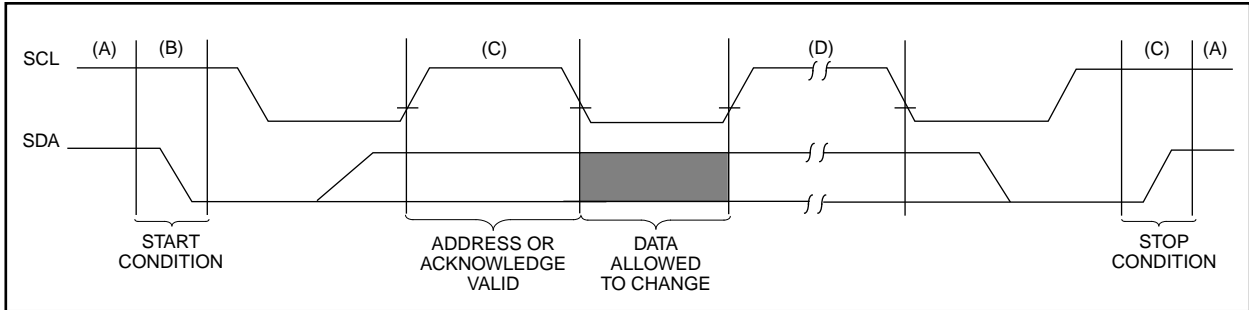 (A)
(B)
(C)
(D)
(C)
(A)
SCL
SDA
START
CONDITION
ADDRESS OR
ACKNOWLEDGE
VALID
DATA
ALLOWED
TO CHANGE
STOP
CONDITION